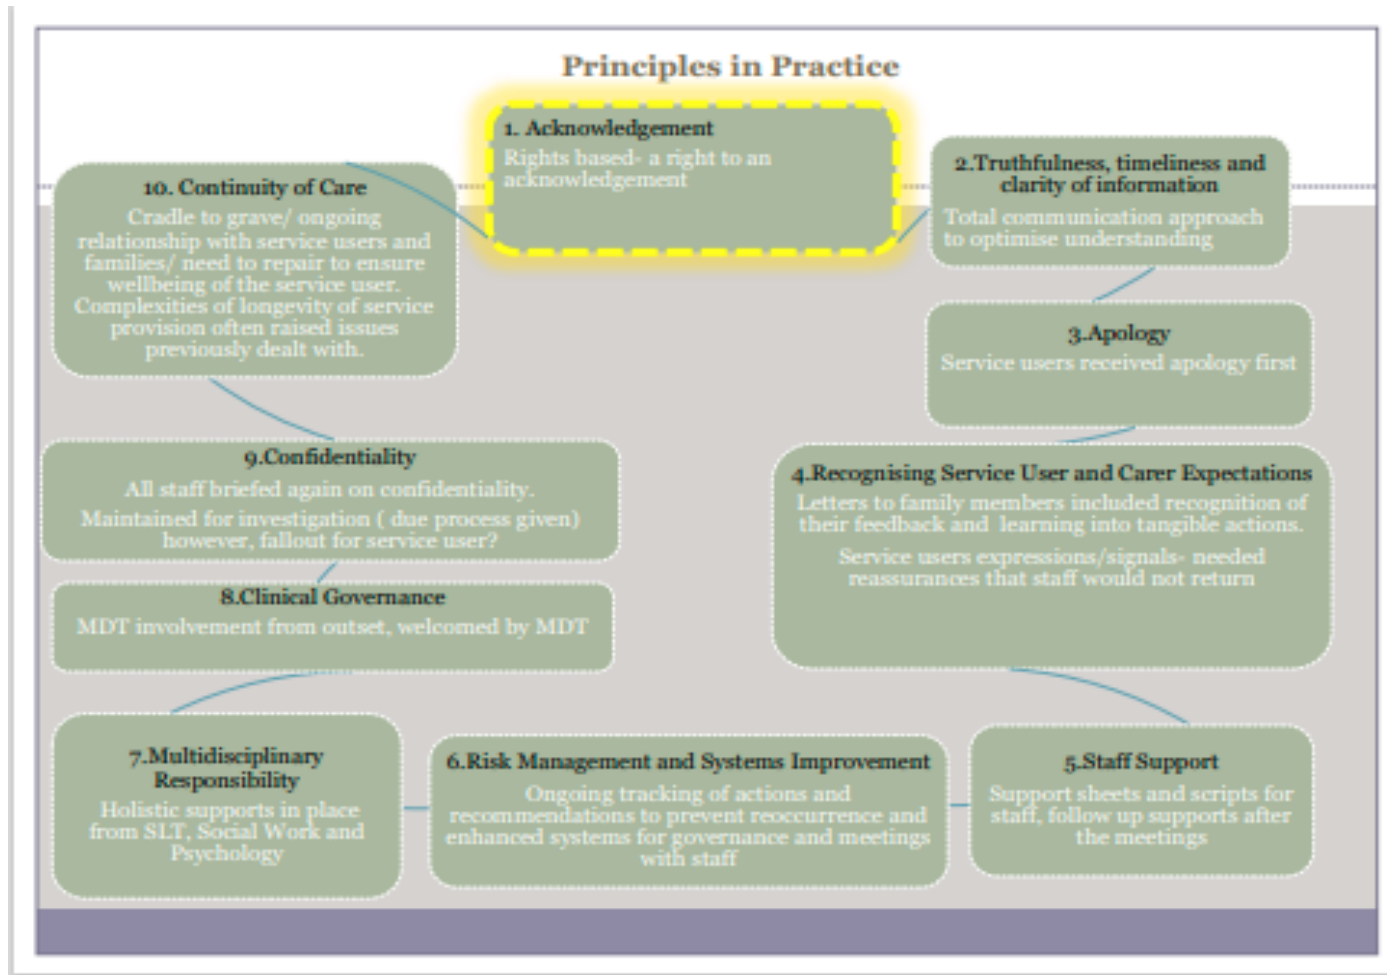 Principles in Practice
1. Acknowledgement
Rights based- a right to an
acknowledgement
2.Truthfulness, timeliness and
clarity of information
Total communication approach
to optimise understanding
3.Apology
Service users received apology first
4.Recognising Service User and Carer Expectations
Letters to family members included recognition of
their feedback and learning into tangible actions.
Service users expressions/signals- needed
reassurances that staff would not return
5.Staff Support
Support sheets and scripts for
staff, follow up supports after
the meetings
6.Risk Management and Systems Improvement
Ongoing tracking of actions and
recommendations to prevent reoccurrence and
enhanced systems for governance and meetings
with staff
7.Multidisciplinary
Responsibility
Holistic supports in place
from SLT, Social Work and
Psychology
8.Clinical Governance
MDT involvement from outset, welcomed by MDT
9.Confidentiality
All staff briefed again on confidentiality.
Maintained for investigation ( due process given)
however, fallout for service user?
10. Continuity of Care
Cradle to grave/ ongoing
relationship with service users and
families/ need to repair to ensure
wellbeing of the service user.
Complexities of longevity of service
provision often raised issues
previously dealt with.